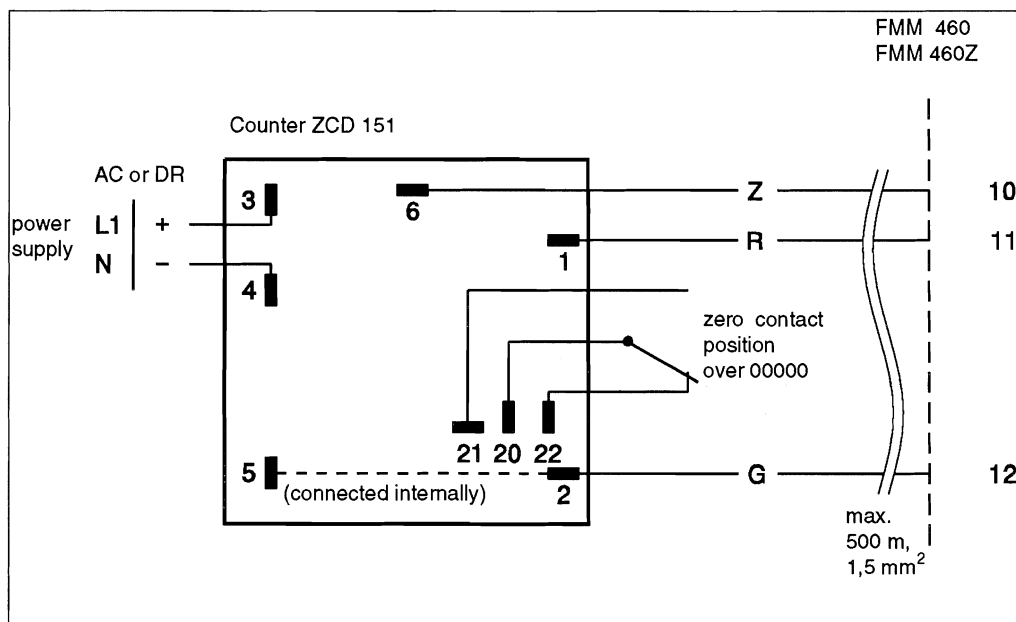 FMM 460
FMM 460Z
Counter ZCD 151
AC or DR
power
supply
L1 +
N –
3
4
6
1
Z
R
10
11
zero contact
position
over 00000
21 20 22
5
(connected internally)
2
G
12
max.
500 m,
1,5 mm²